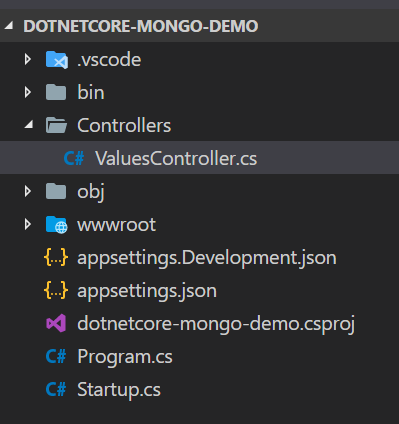 DOTNETCORE-MONGO-DEMO
.vscode
bin
Controllers
C# ValuesController.cs
obj
wwwroot
{..} appsettings.Development.json
{..} appsettings.json
dotnetcore-mongo-demo.csproj
C# Program.cs
C# Startup.cs